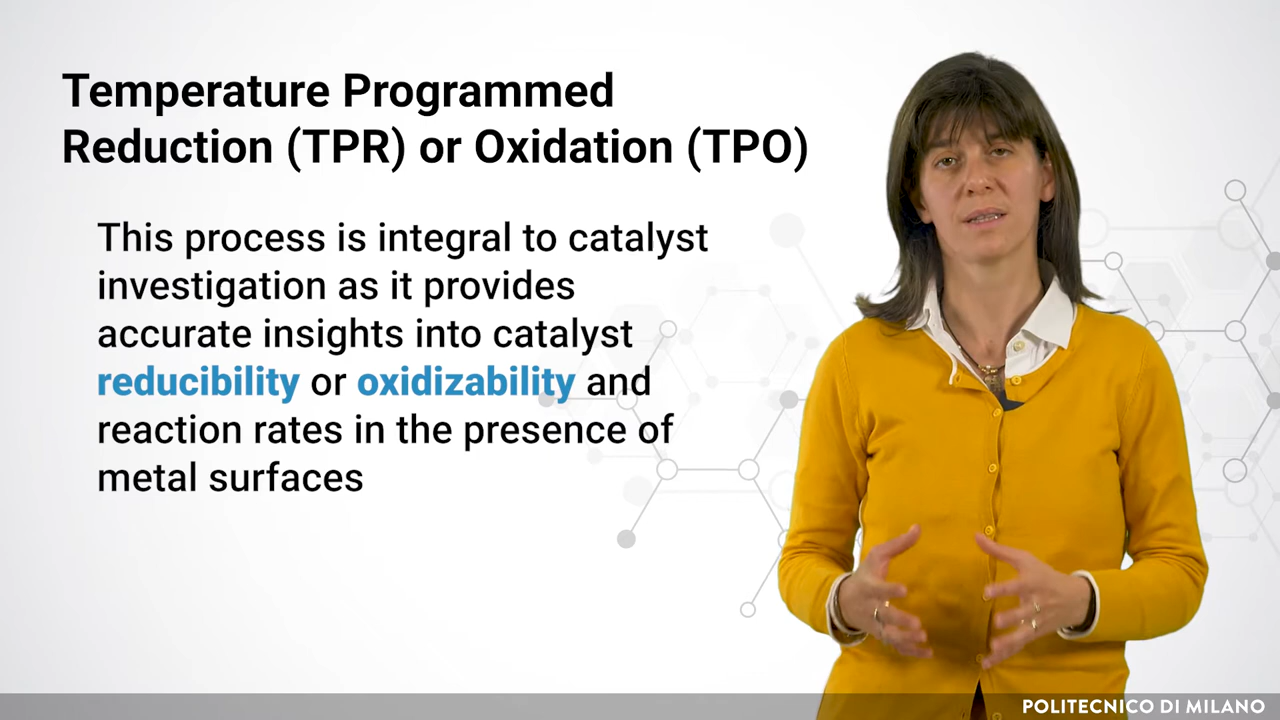 Temperature Programmed
Reduction (TPR) or Oxidation (TPO)
This process is integral to catalyst
investigation as it provides
accurate insights into catalyst
reducibility or oxidizability and
reaction rates in the presence of
metal surfaces
POLITECNICO DI MILANO